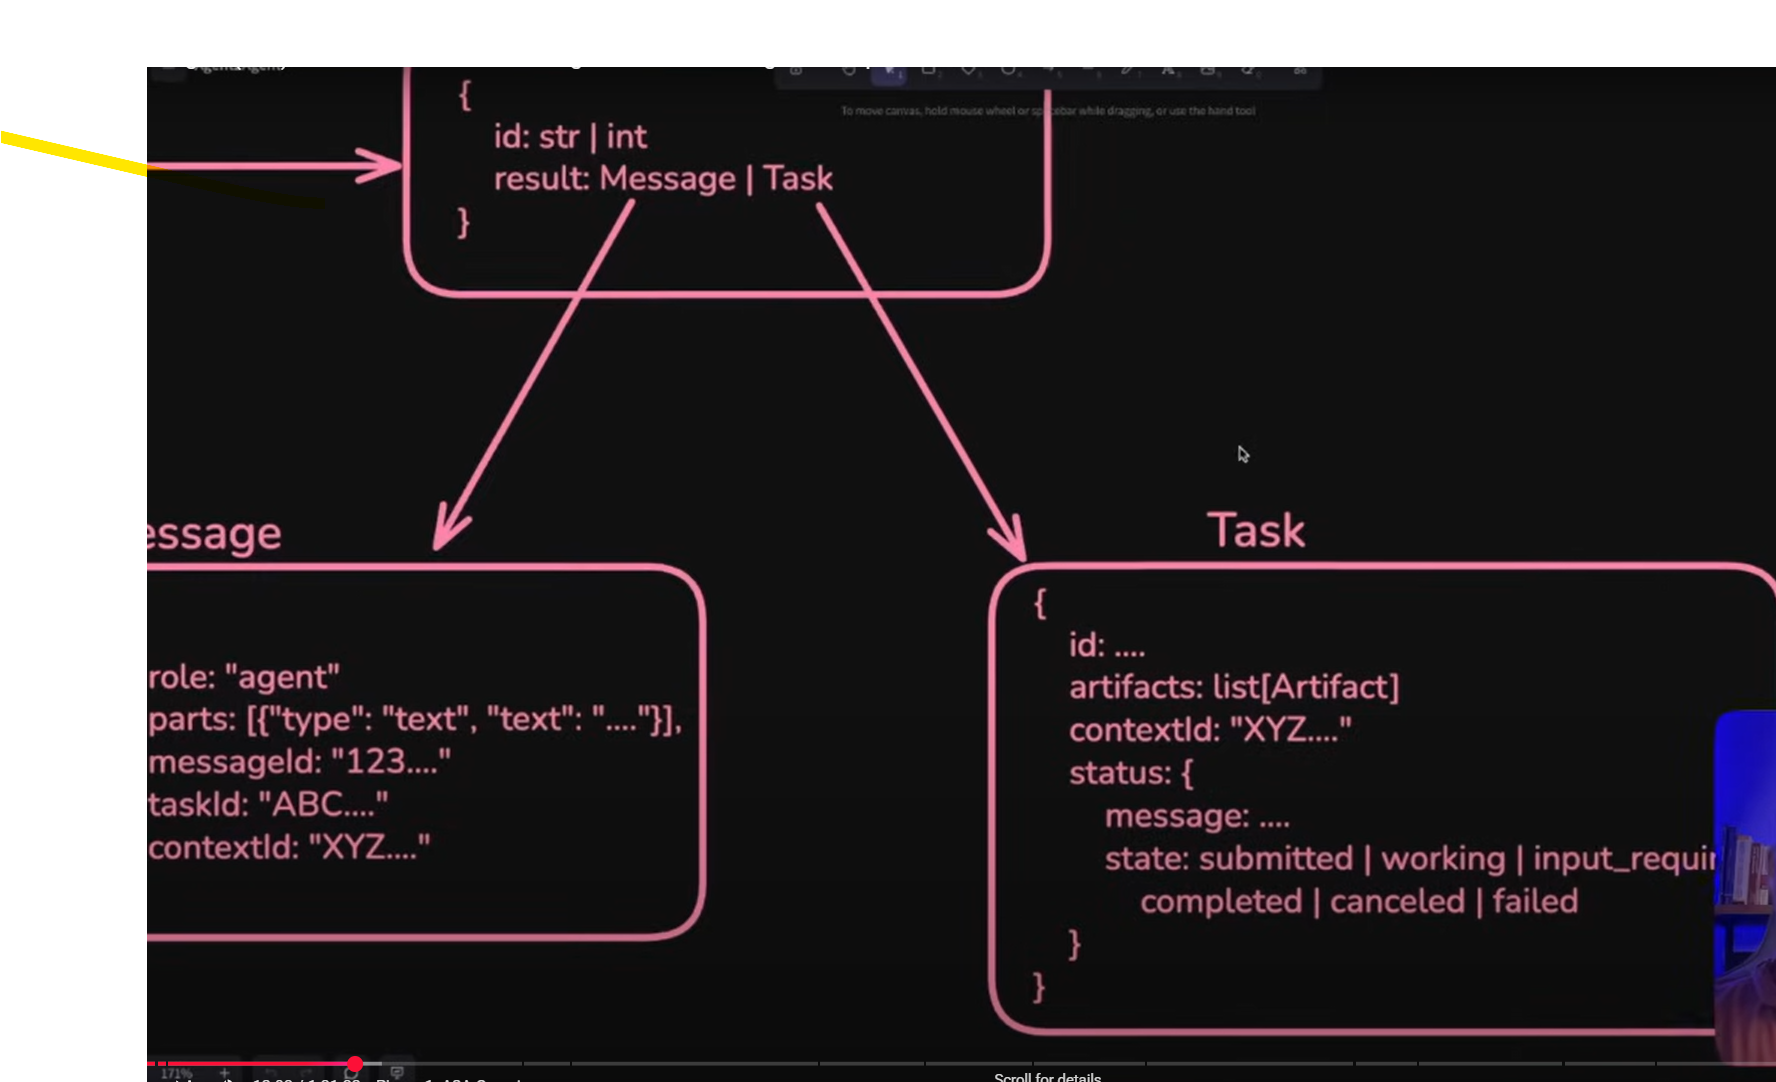 To move canvas, hold mouse wheel or spacebar while dragging, or use the hand tool
{
id: str | int
result: Message | Task
}
essage
role: "agent"
parts: [{"type": "text", "text": "...."}],
messageId: "123...."
taskId: "ABC...."
contextId: "XYZ...."
Task
{
id: ....
artifacts: list[Artifact]
contextId: "XYZ...."
status: {
message: ....
state: submitted | working | input_requir
completed | canceled | failed
}
}
171%
Scroll for details